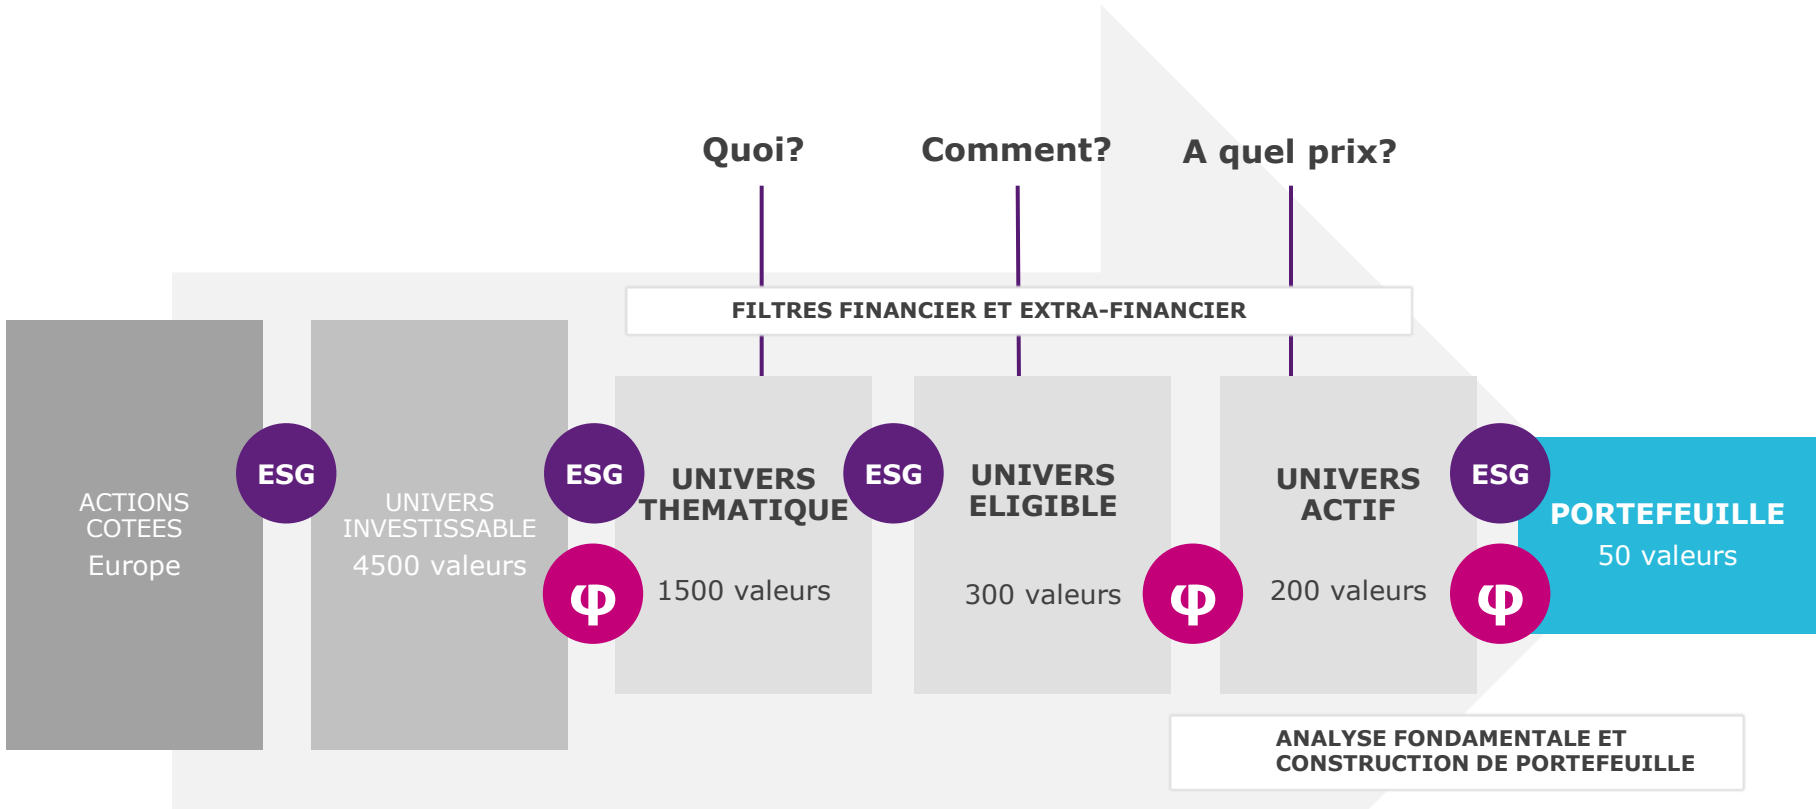 Quoi?
Comment?
A quel prix?
FILTRES FINANCIER ET EXTRA-FINANCIER
ACTIONS
COTEES
Europe
ESG
UNIVERS
INVESTISSABLE
4500 valeurs
ESG
φ
UNIVERS
THEMATIQUE
1500 valeurs
ESG
UNIVERS
ELIGIBLE
300 valeurs
φ
UNIVERS
ACTIF
200 valeurs
ESG
φ
PORTEFEUILLE
50 valeurs
ANALYSE FONDAMENTALE ET
CONSTRUCTION DE PORTEFEUILLE